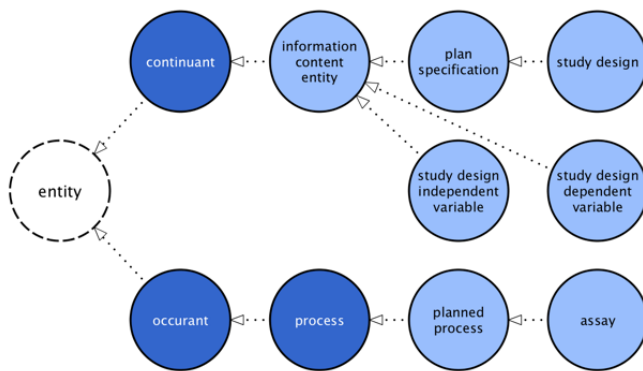 continuant
information
content
entity
plan
specification
study design
entity
study design
independent
variable
study design
dependent
variable
occurant
process
planned
process
assay